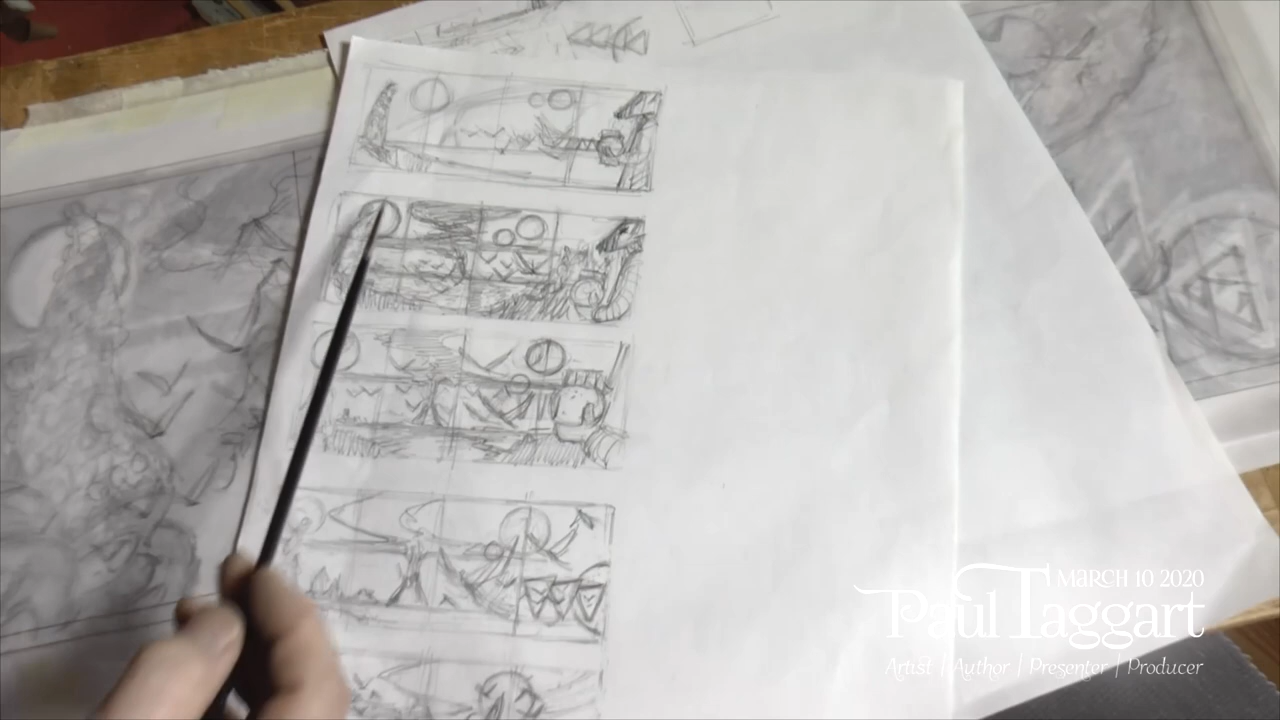 MARCH 10 2020
Paul Taggart
Artist | Author | Presenter | Producer